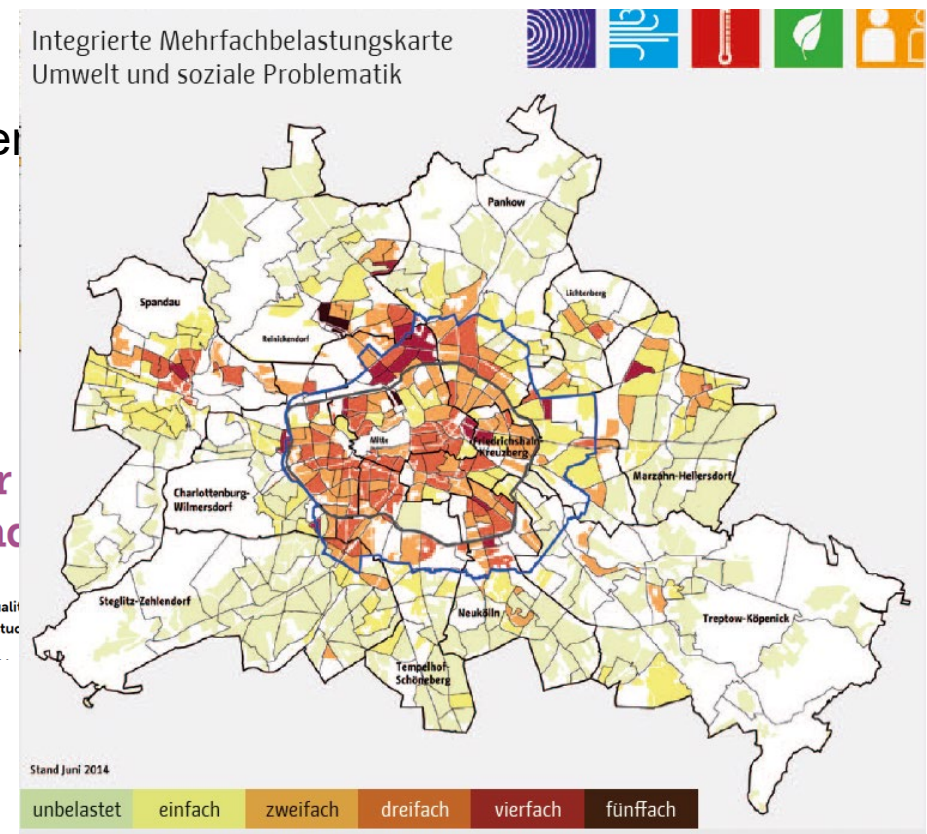 Integrierte Mehrfachbelastungskarte
Umwelt und soziale Problematik
Pankow
Spandau
Lichtenberg
Reinickendorf
Mitte
Friedrichshain-
Kreuzberg
Marzahn-Hellersdorf
Charlottenburg-
Wilmersdorf
Steglitz-Zehlendorf
Neukölln
Treptow-Köpenick
Tempelhof-
Schöneberg
Stand Juni 2014
unbelastet einfach zweifach dreifach vierfach fünffach